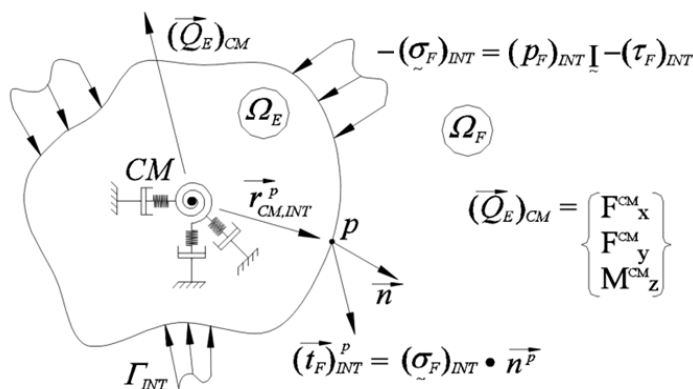 (Q_E)_CM
-(σ_F)_INT = (p_F)_INT I -(τ_F)_INT
Ω_E
Ω_F
CM
r^p_CM,INT
p
(Q_E)_CM = { F^CM_x F^CM_y M^CM_z }
n
(t_F)^p_INT = (σ_F)_INT • n^p
Γ_INT